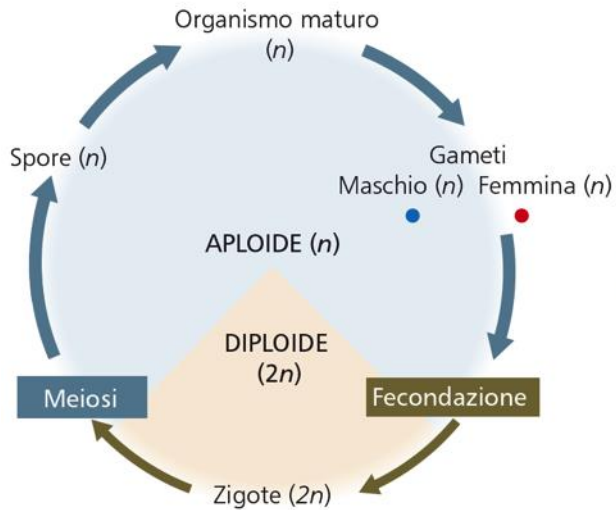 Organismo maturo
(n)
Spore (n)
Gameti
Maschio (n) Femmina (n)
APLOIDE (n)
DIPLOIDE
(2n)
Meiosi
Fecondazione
Zigote (2n)